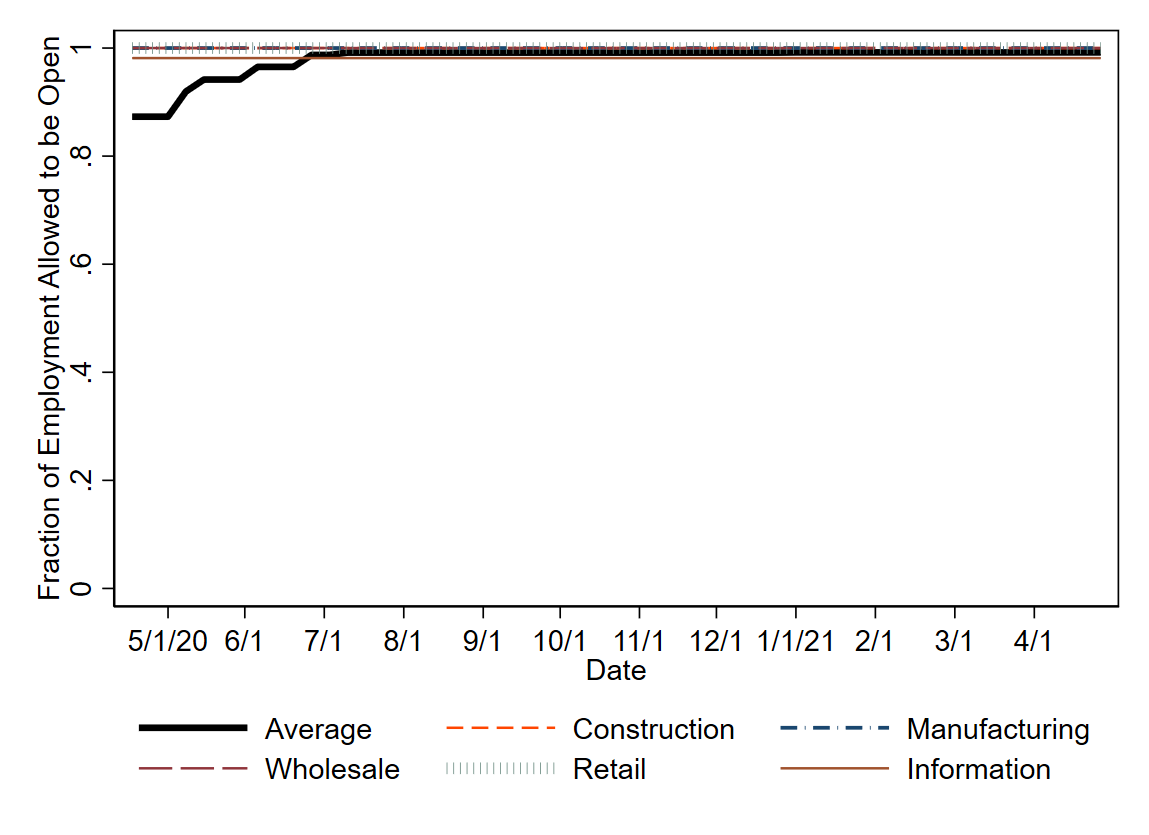 Fraction of Employment Allowed to be Open
1
.8
.6
.4
.2
0
5/1/20 6/1 7/1 8/1 9/1 10/1 11/1 12/1 1/1/21 2/1 3/1 4/1
Date
Average Construction Manufacturing
Wholesale Retail Information